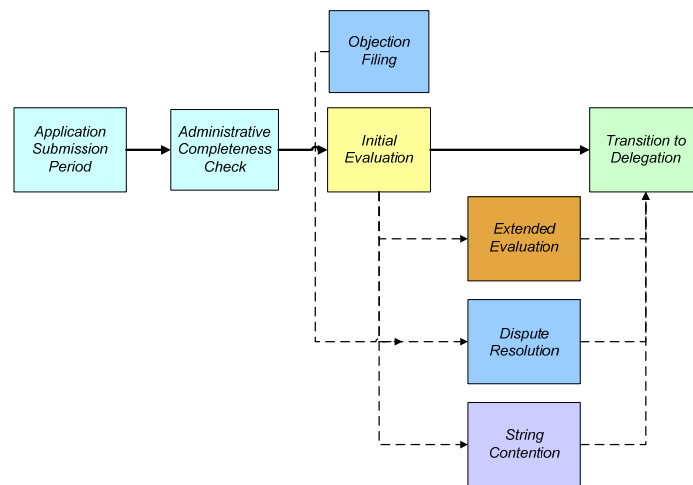 Objection
Filing
Application
Submission
Period
Administrative
Completeness
Check
Initial
Evaluation
Transition to
Delegation
Extended
Evaluation
Dispute
Resolution
String
Contention